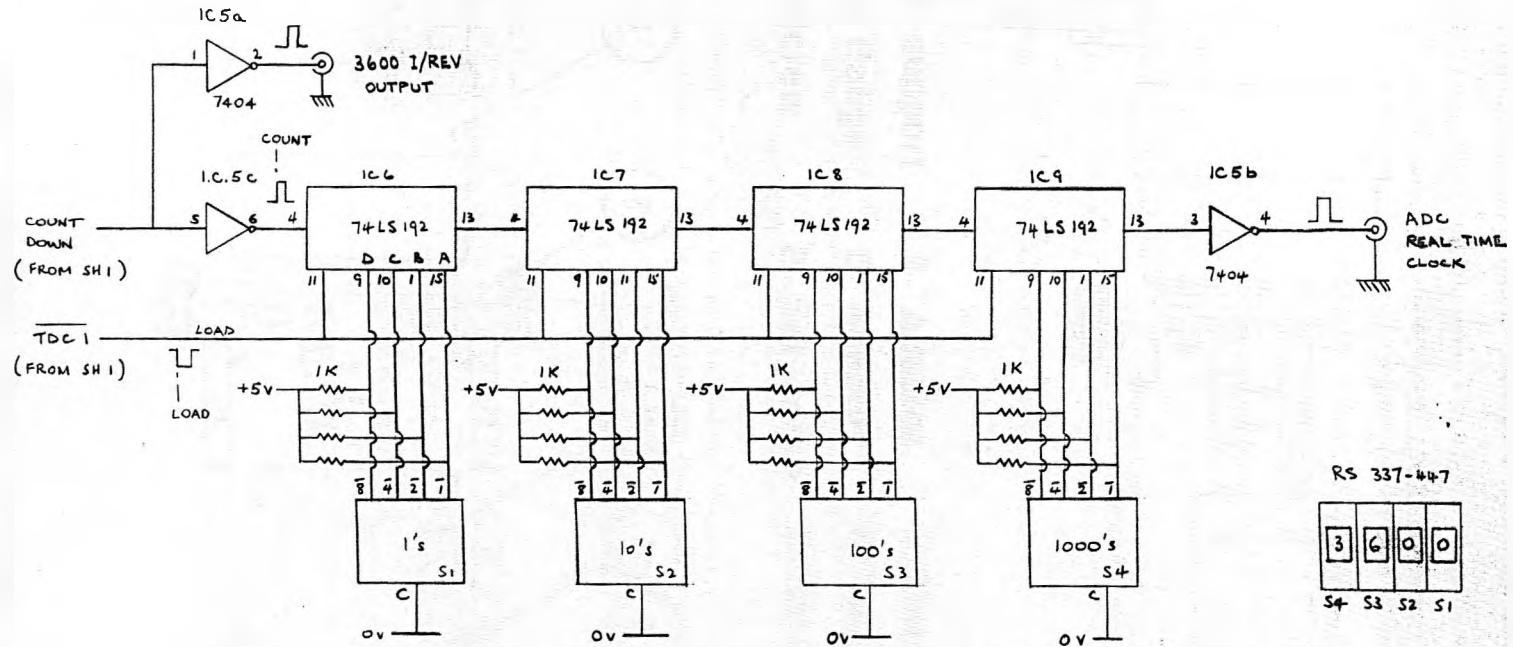 IC5a
1
2
7404
3600 I/REV
OUTPUT
COUNT
I.C.5c
5
6
COUNT
DOWN
(FROM SH1)
4
IC6
74LS192
D C B A
11
9
10
1
15
13
4
IC7
74LS192
11
9
10
11
15
13
4
IC8
74LS192
11
9
10
1
15
13
4
IC9
74LS192
11
9
10
1
15
13
IC5b
3
4
7404
ADC
REAL TIME
CLOCK
TDC1
(FROM SH1)
LOAD
LOAD
+5V
1K
+5V
1K
+5V
1K
+5V
1K
8 4 2 1
8 4 2 1
8 4 2 1
8 4 2 1
1's
S1
C
0V
10's
S2
C
0V
100's
S3
C
0V
1000's
S4
C
0V
RS 337-447
3 6 0 0
S4 S3 S2 S1